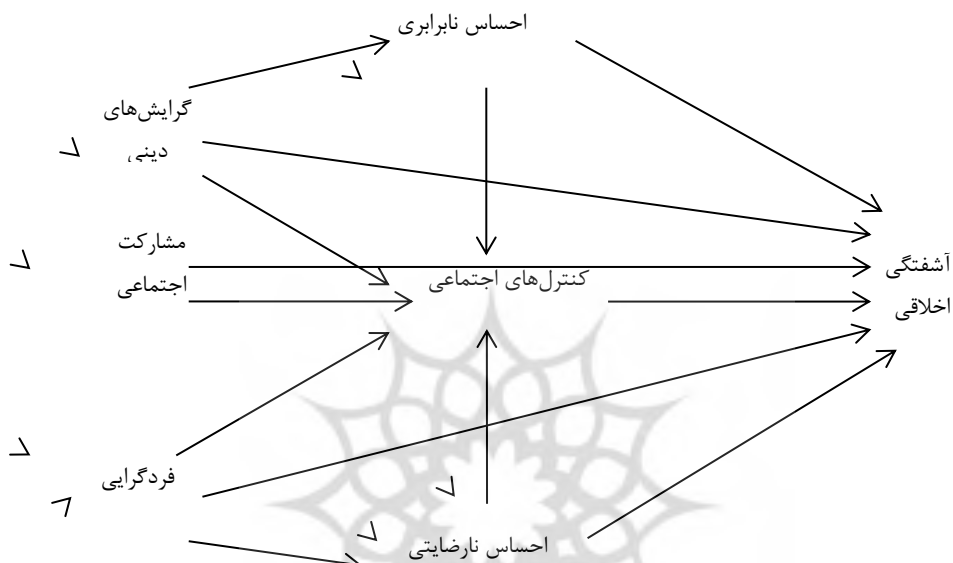 احساس نابرابری
گرایش‌های
دینی
مشارکت
اجتماعی
کنترل‌های اجتماعی
آشفتگی
اخلاقی
فردگرایی
احساس نارضایتی